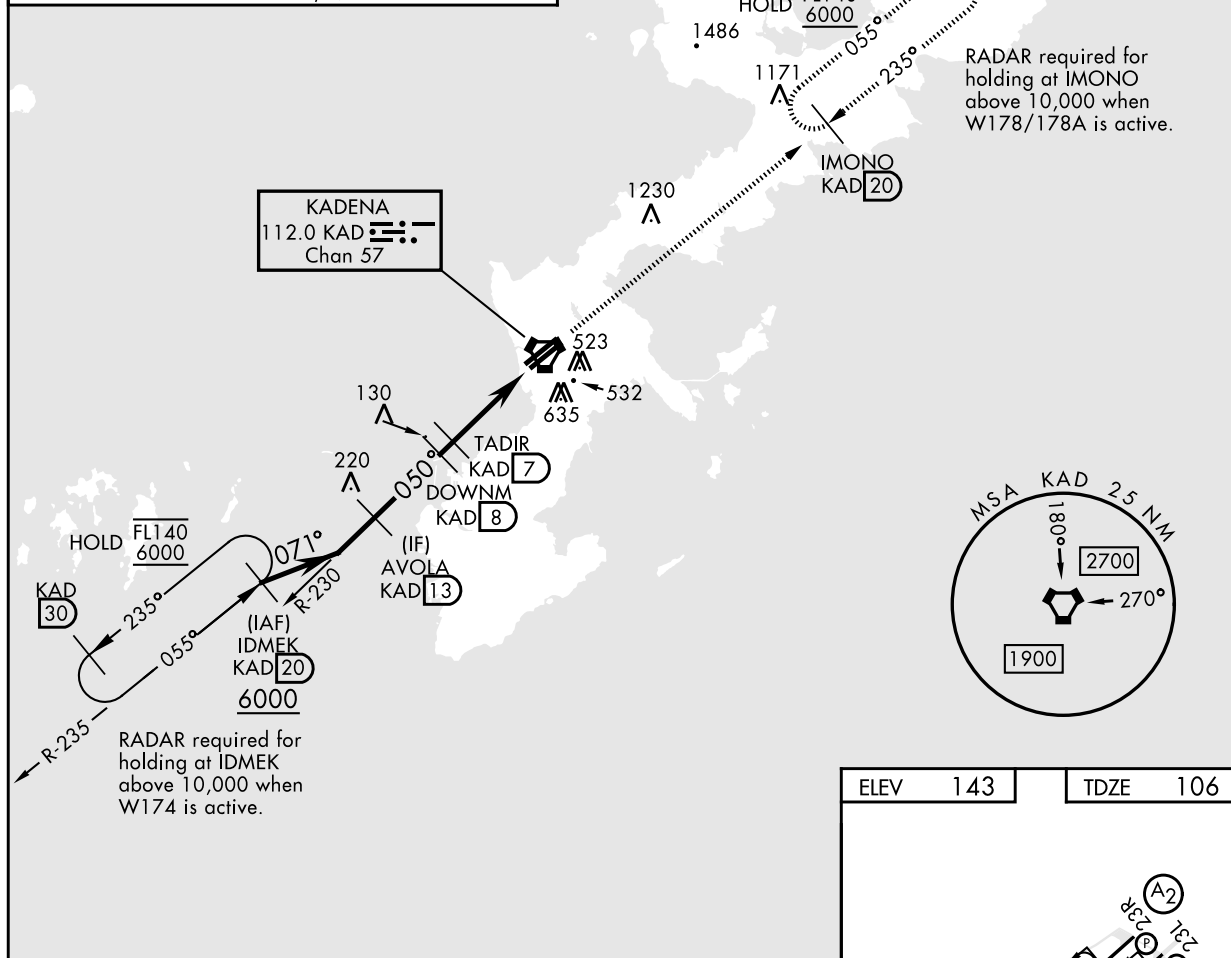 HOLD
6000
1486
055°
235°
RADAR required for
holding at IMONO
above 10,000 when
W178/178A is active.
1171
IMONO
KAD 20
1230
KADENA
112.0 KAD
Chan 57
523
532
635
130
TADIR
KAD 7
220
050°
DOWNM
KAD 8
HOLD FL140
6000
071°
(IF)
AVOLA
KAD 13
R-230
KAD
30
235°
055°
(IAF)
IDMEK
KAD 20
6000
R-235
RADAR required for
holding at IDMEK
above 10,000 when
W174 is active.
MSA KAD 25 NM
180°
2700
270°
1900
ELEV 143
TDZE 106
A2
23R
P
23L